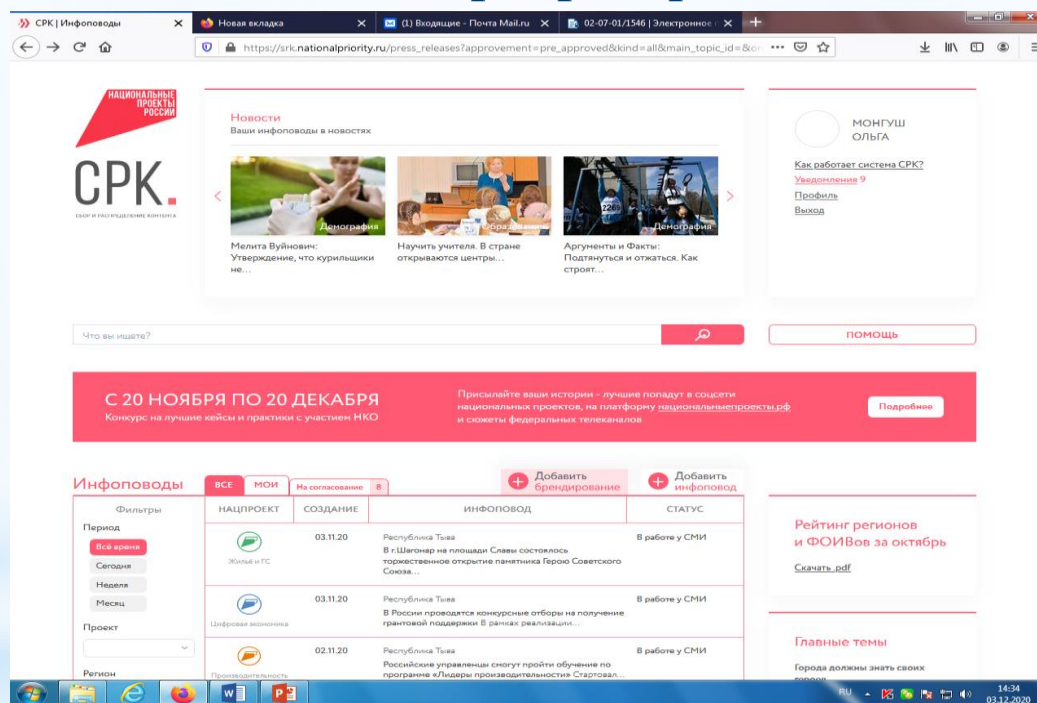 СРК | Инфоповоды
Новая вкладка
(1) Входящие - Почта Mail.ru
02-07-01/1546 | Электронное
https://srk.nationalpriority.ru/press_releases?approvement=pre_approved&kind=all&main_topic_id=&
НАЦИОНАЛЬНЫЕ
ПРОЕКТЫ
РОССИИ
СРК.
СБОР И РАСПРЕДЕЛЕНИЕ КОНТЕНТА
Новости
Ваши инфоповоды в новостях
Демография
Образование
2269
Демография
Мелита Вуйнович:
Утверждение, что курильщики
не...
Научить учителя. В стране
открываются центры...
Аргументы и
Факты:
Подтянуться и отжаться. Как
строят...
МОНГУШ
ОЛЬГА
Как работает система СРК?
Уведомления 9
Профиль
Выход
Что вы ищете?
ПОМОЩЬ
С 20 НОЯБРЯ ПО 20 ДЕКАБРЯ
Конкурс на лучшие кейсы и практики с участием НКО
Присылайте ваши истории - лучшие попадут в соцсети
национальных проектов, на платформу национальныепроекты.рф
и сюжеты федеральных телеканалов
Подробнее
Инфоповоды
ВСЕ
МОИ
На согласование 8
Добавить
брендирование
Добавить
инфоповод
Фильтры
Период
Всё время
Сегодня
Неделя
Месяц
Проект
Регион
НАЦПРОЕКТ
СОЗДАНИЕ
ИНФОПОВОД
СТАТУС
Жильё и ГС
03.11.20
Республика Тыва
В г.Шагонар на площади Славы состоялось
торжественное открытие памятника Герою Советского
Союза...
В работе у СМИ
Цифровая экономика
03.11.20
Республика Тыва
В России проводятся конкурсные отборы на получение
грантовой поддержки В рамках реализации...
В работе у СМИ
Производительность
02.11.20
Республика Тыва
Российские управленцы смогут пройти обучение по
программе «Лидеры производительности» Стартовал...
В работе у СМИ
Рейтинг регионов
и ФОИВов за октябрь
Скачать .pdf
Главные темы
Города должны знать своих
RU
14:34
03.12.2020